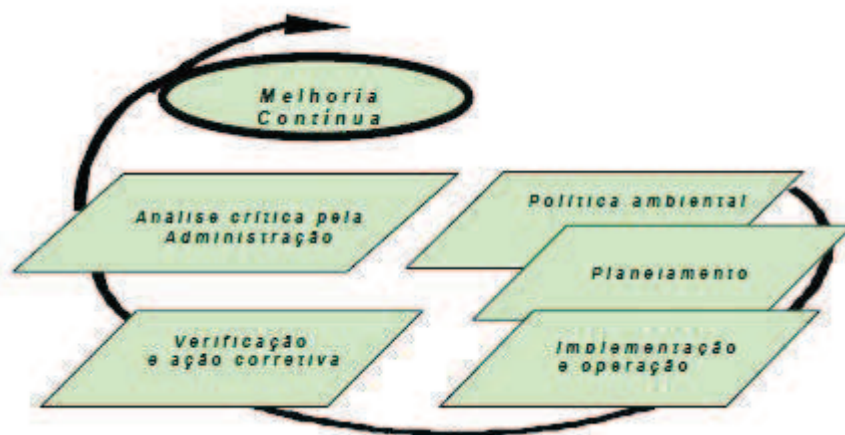 Melhoria
Contínua
Análise crítica pela
Administração
Política ambiental
Planejamento
Verificação
e ação corretiva
Implementação
e operação